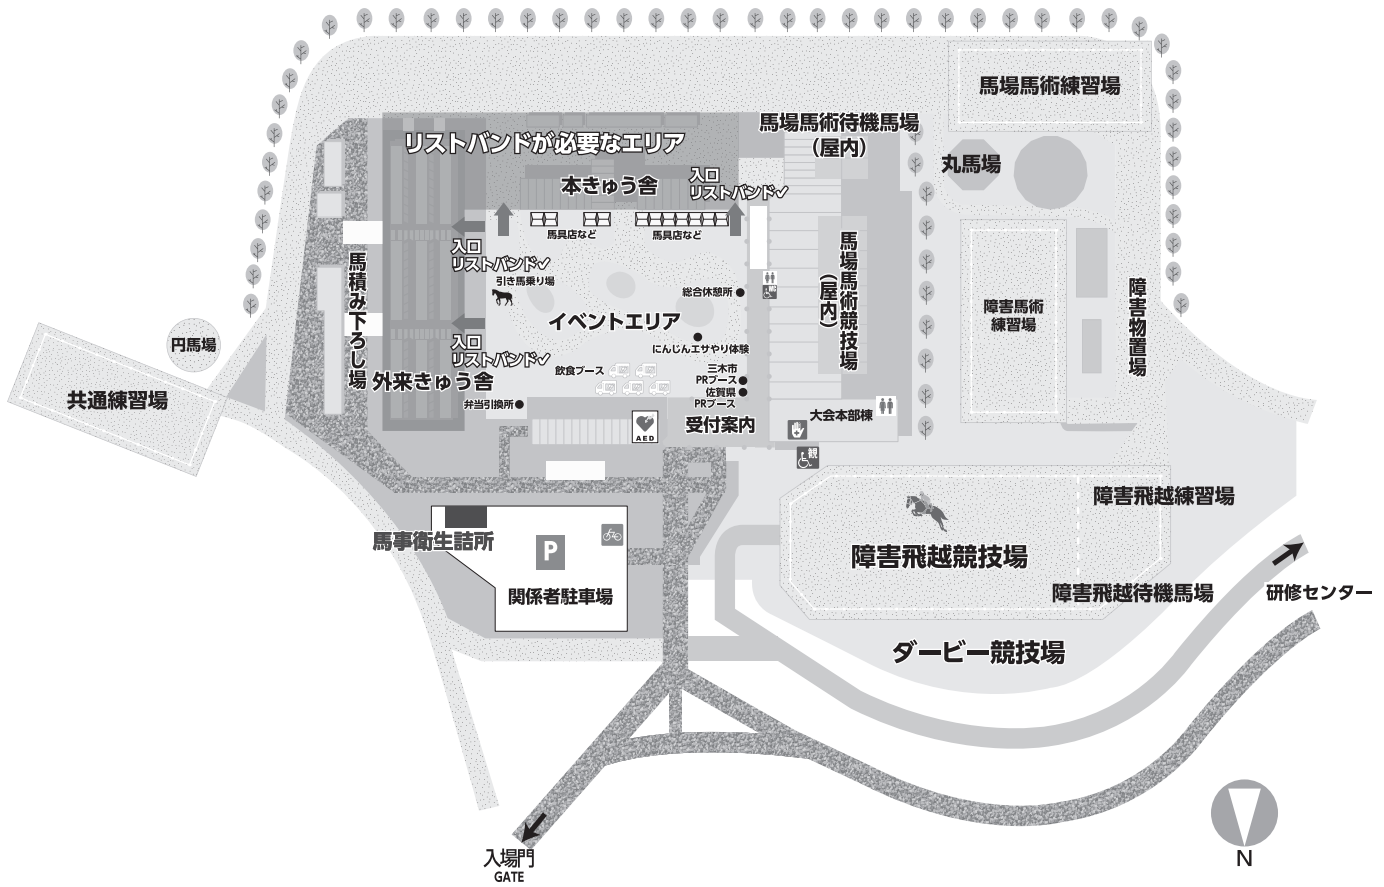 馬場馬術練習場
馬場馬術待機馬場
（屋内）
リストバンドが必要なエリア
丸馬場
本きゅう舎
入口
リストバンド✓
馬具店など
馬具店など
入口
リストバンド✓
引き馬乗り場
馬積み下ろし場
馬場馬術競技場
（屋内）
総合休憩所
障害馬術
練習場
障害物置場
イベントエリア
円馬場
入口
リストバンド✓
にんじんエサやり体験
飲食ブース
三木市
PRブース
佐賀県
PRブース
外来きゅう舎
共通練習場
弁当引換所
AED
受付案内
大会本部棟
観
障害飛越練習場
馬事衛生詰所
P
関係者駐車場
障害飛越競技場
障害飛越待機馬場
研修センター
ダービー競技場
入場門
GATE
N